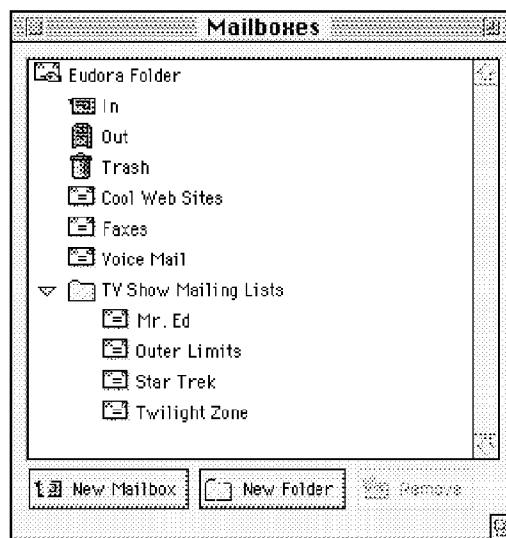 Mailboxes
Eudora Folder
In
Out
Trash
Cool Web Sites
Faxes
Voice Mail
TV Show Mailing Lists
Mr. Ed
Outer Limits
Star Trek
Twilight Zone
New Mailbox New Folder Remove